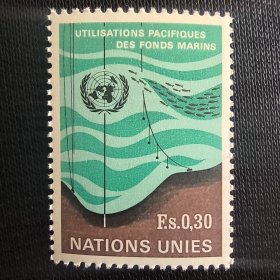 UTILISATIONS PACIFIQUES
DES FONDS MARINS
F.s.0,30
NATIONS UNIES